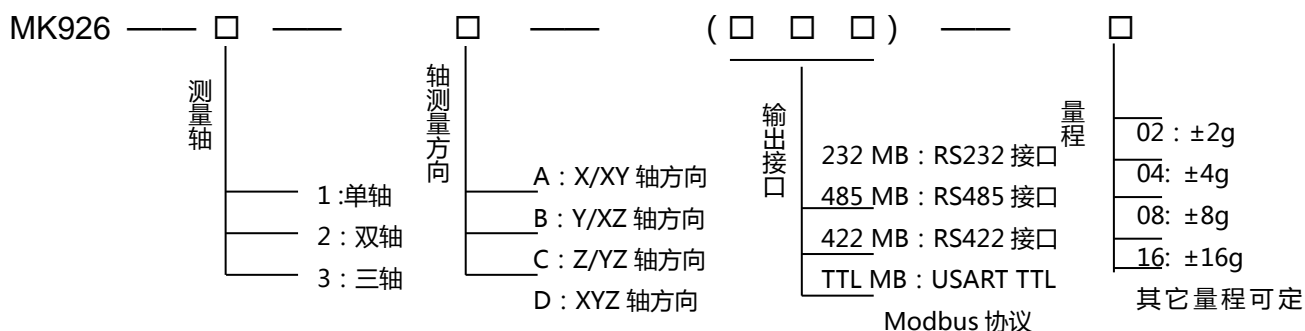 MK926 —— □ —— □ —— (□ □ □) —— □
测量轴
1 :单轴
2：双轴
3：三轴
轴测量方向
A：X/XY 轴方向
B：Y/XZ 轴方向
C：Z/YZ 轴方向
D：XYZ 轴方向
输出接口
232 MB：RS232 接口
485 MB：RS485 接口
422 MB：RS422 接口
TTL MB：USART TTL
Modbus 协议
量程
02：±2g
04: ±4g
08: ±8g
16: ±16g
其它量程可定